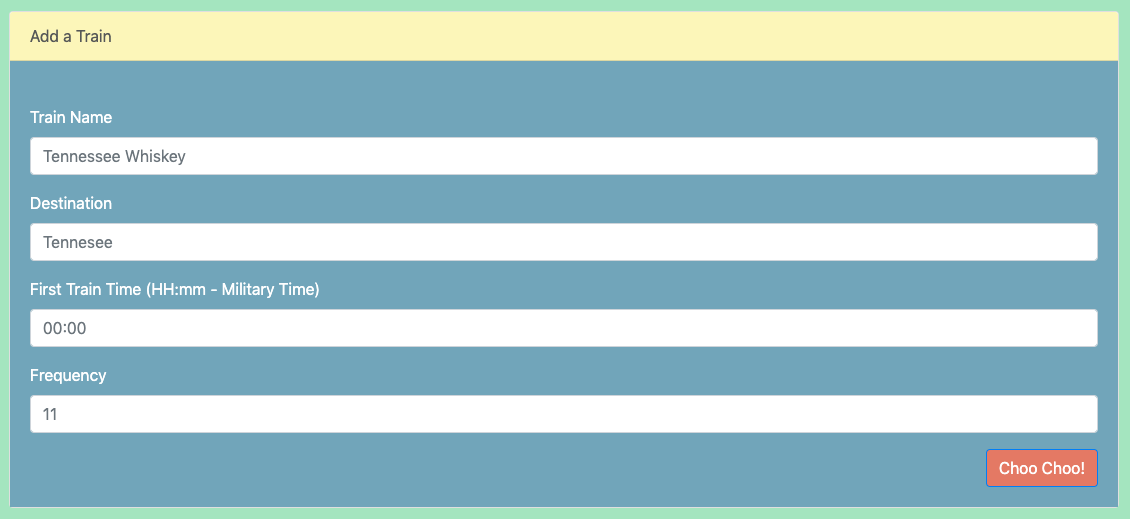 Add a Train
Train Name
Tennessee Whiskey
Destination
Tennesee
First Train Time (HH:mm - Military Time)
00:00
Frequency
11
Choo Choo!